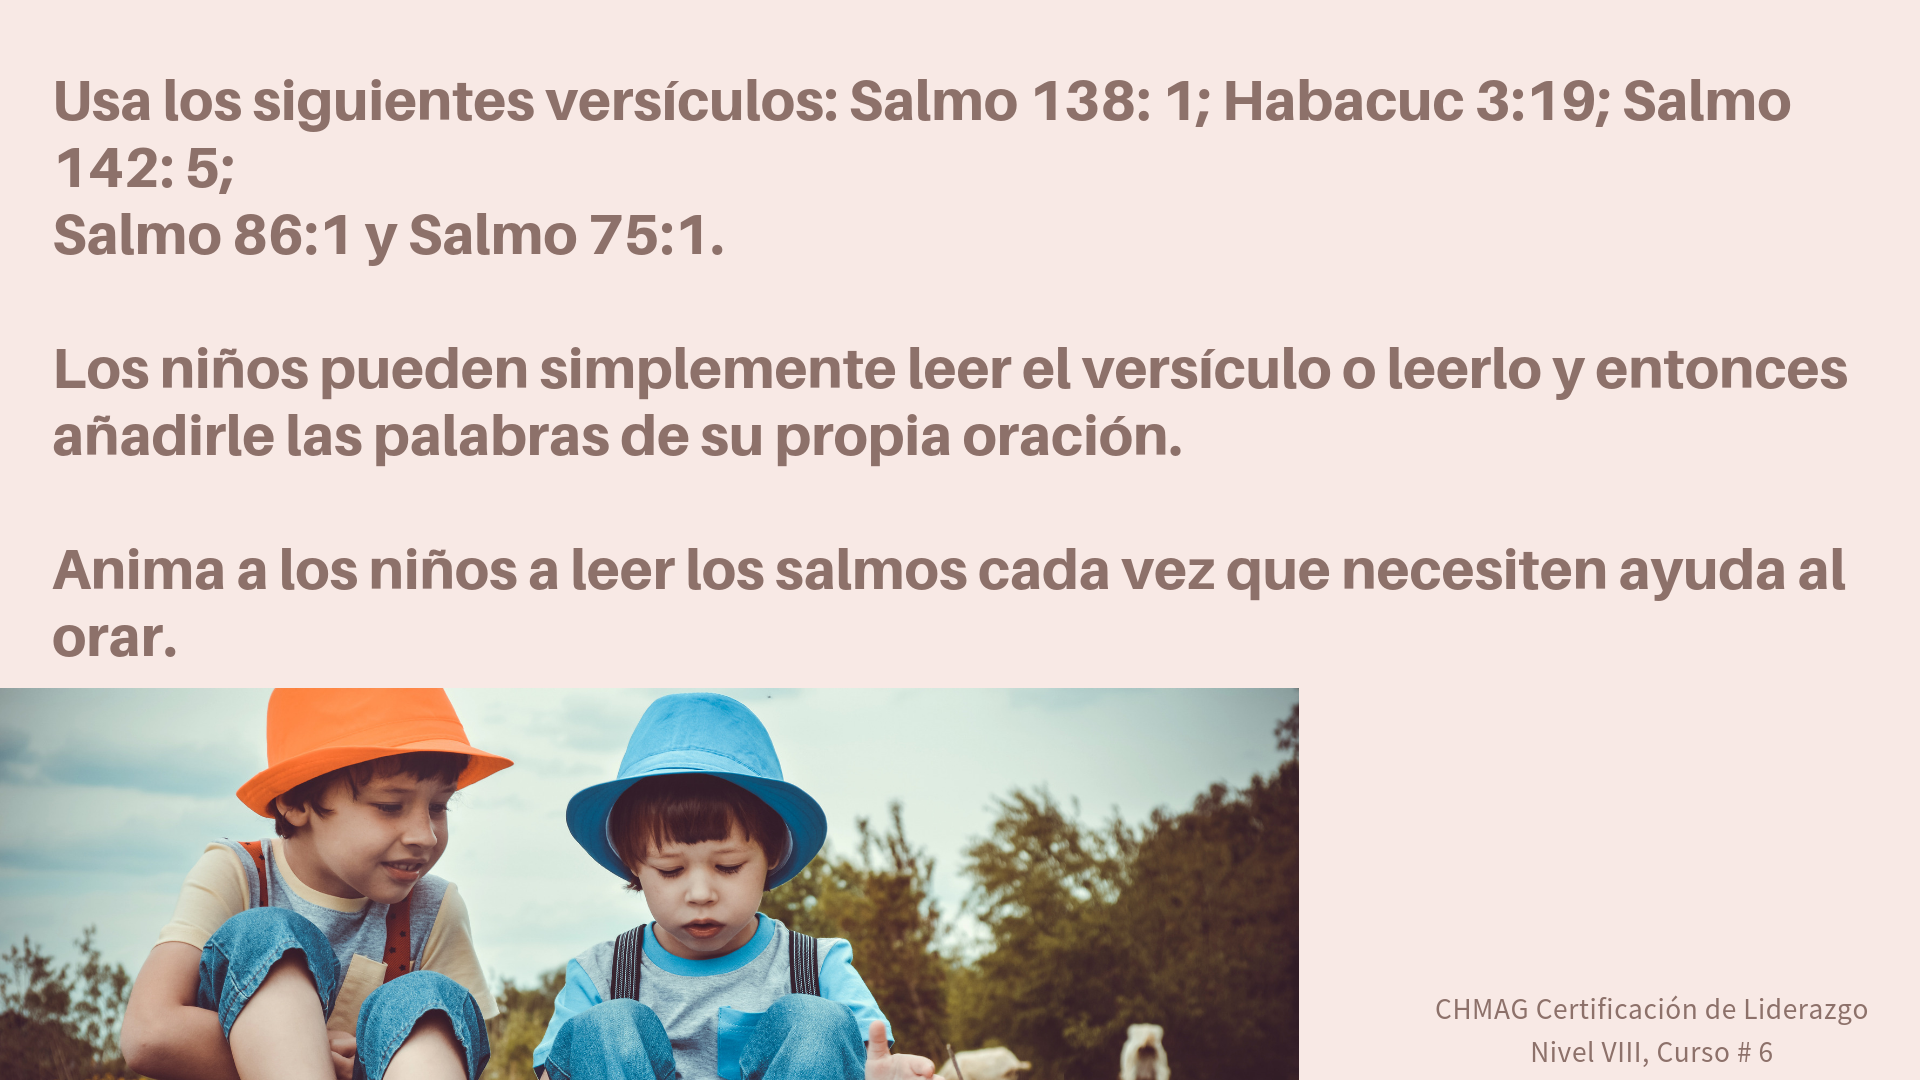 Usa los siguientes versículos: Salmo 138: 1; Habacuc 3:19; Salmo
142: 5;
Salmo 86:1 y Salmo 75:1.
Los niños pueden simplemente leer el versículo o leerlo y entonces
añadirle las palabras de su propia oración.
Anima a los niños a leer los salmos cada vez que necesiten ayuda al
orar.
CHMAG Certificación de Liderazgo
Nivel VIII, Curso # 6